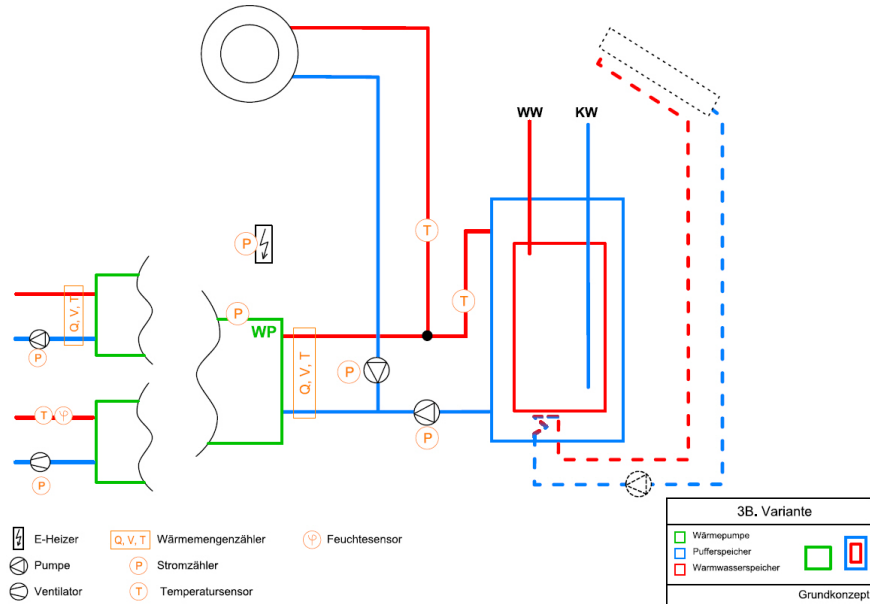 WW
KW
P
T
T
Q, V, T
P
P
WP
Q, V, T
P
P
T
φ
P
P
E-Heizer
Q, V, T
Wärmemengenzähler
φ
Feuchtesensor
Pumpe
P
Stromzähler
Ventilator
T
Temperatursensor
3B. Variante
Wärmepumpe
Pufferspeicher
Warmwasserspeicher
Grundkonzept